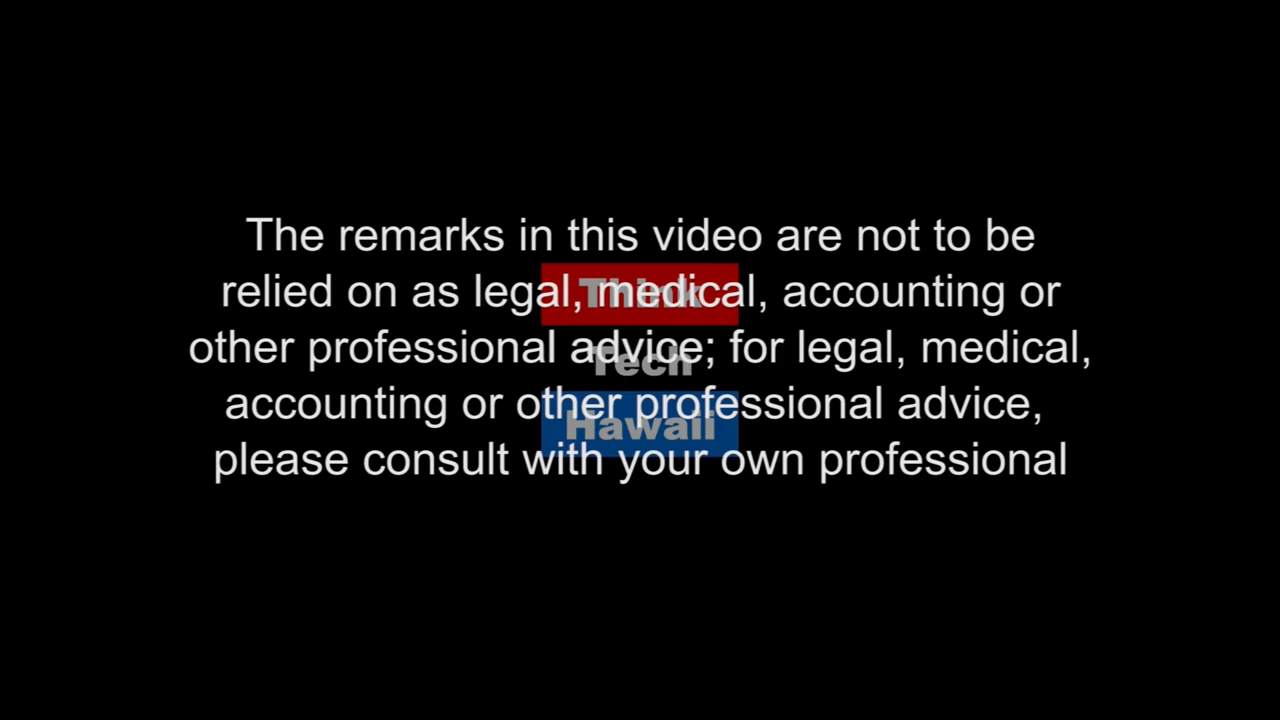 The remarks in this video are not to be
relied on as legal, medical, accounting or
other professional advice; for legal, medical,
accounting or other professional advice,
please consult with your own professional
Think
Tech
Hawaii